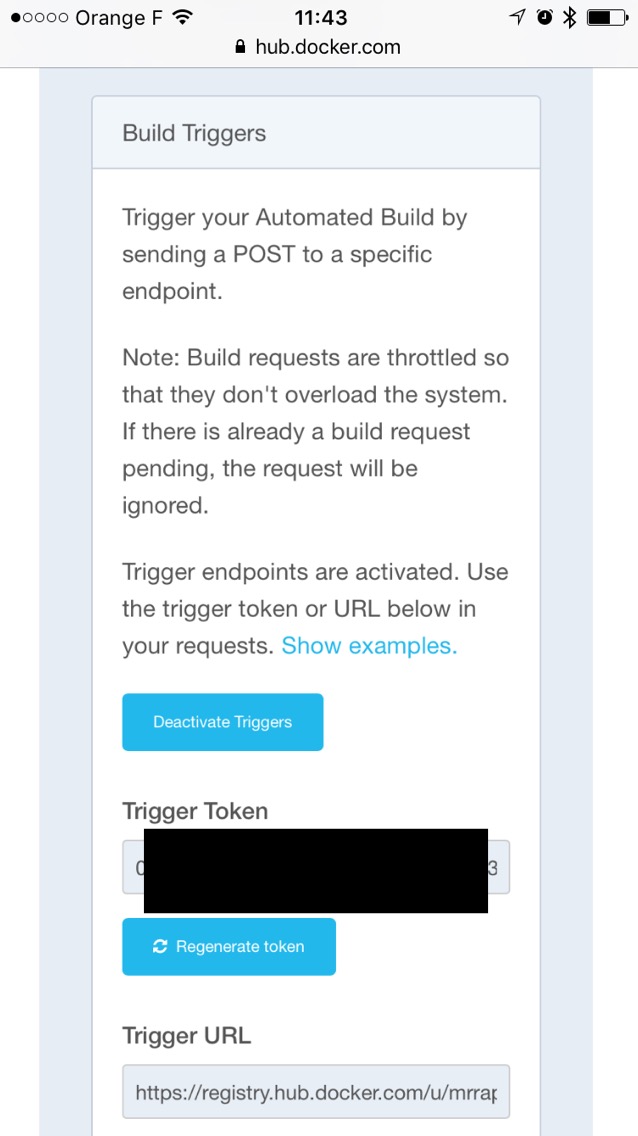 Orange F 11:43
hub.docker.com
Build Triggers
Trigger your Automated Build by
sending a POST to a specific
endpoint.
Note: Build requests are throttled so
that they don't overload the system.
If there is already a build request
pending, the request will be
ignored.
Trigger endpoints are activated. Use
the trigger token or URL below in
your requests. Show examples.
Deactivate Triggers
Trigger Token
Regenerate token
Trigger URL
https://registry.hub.docker.com/u/mrrap